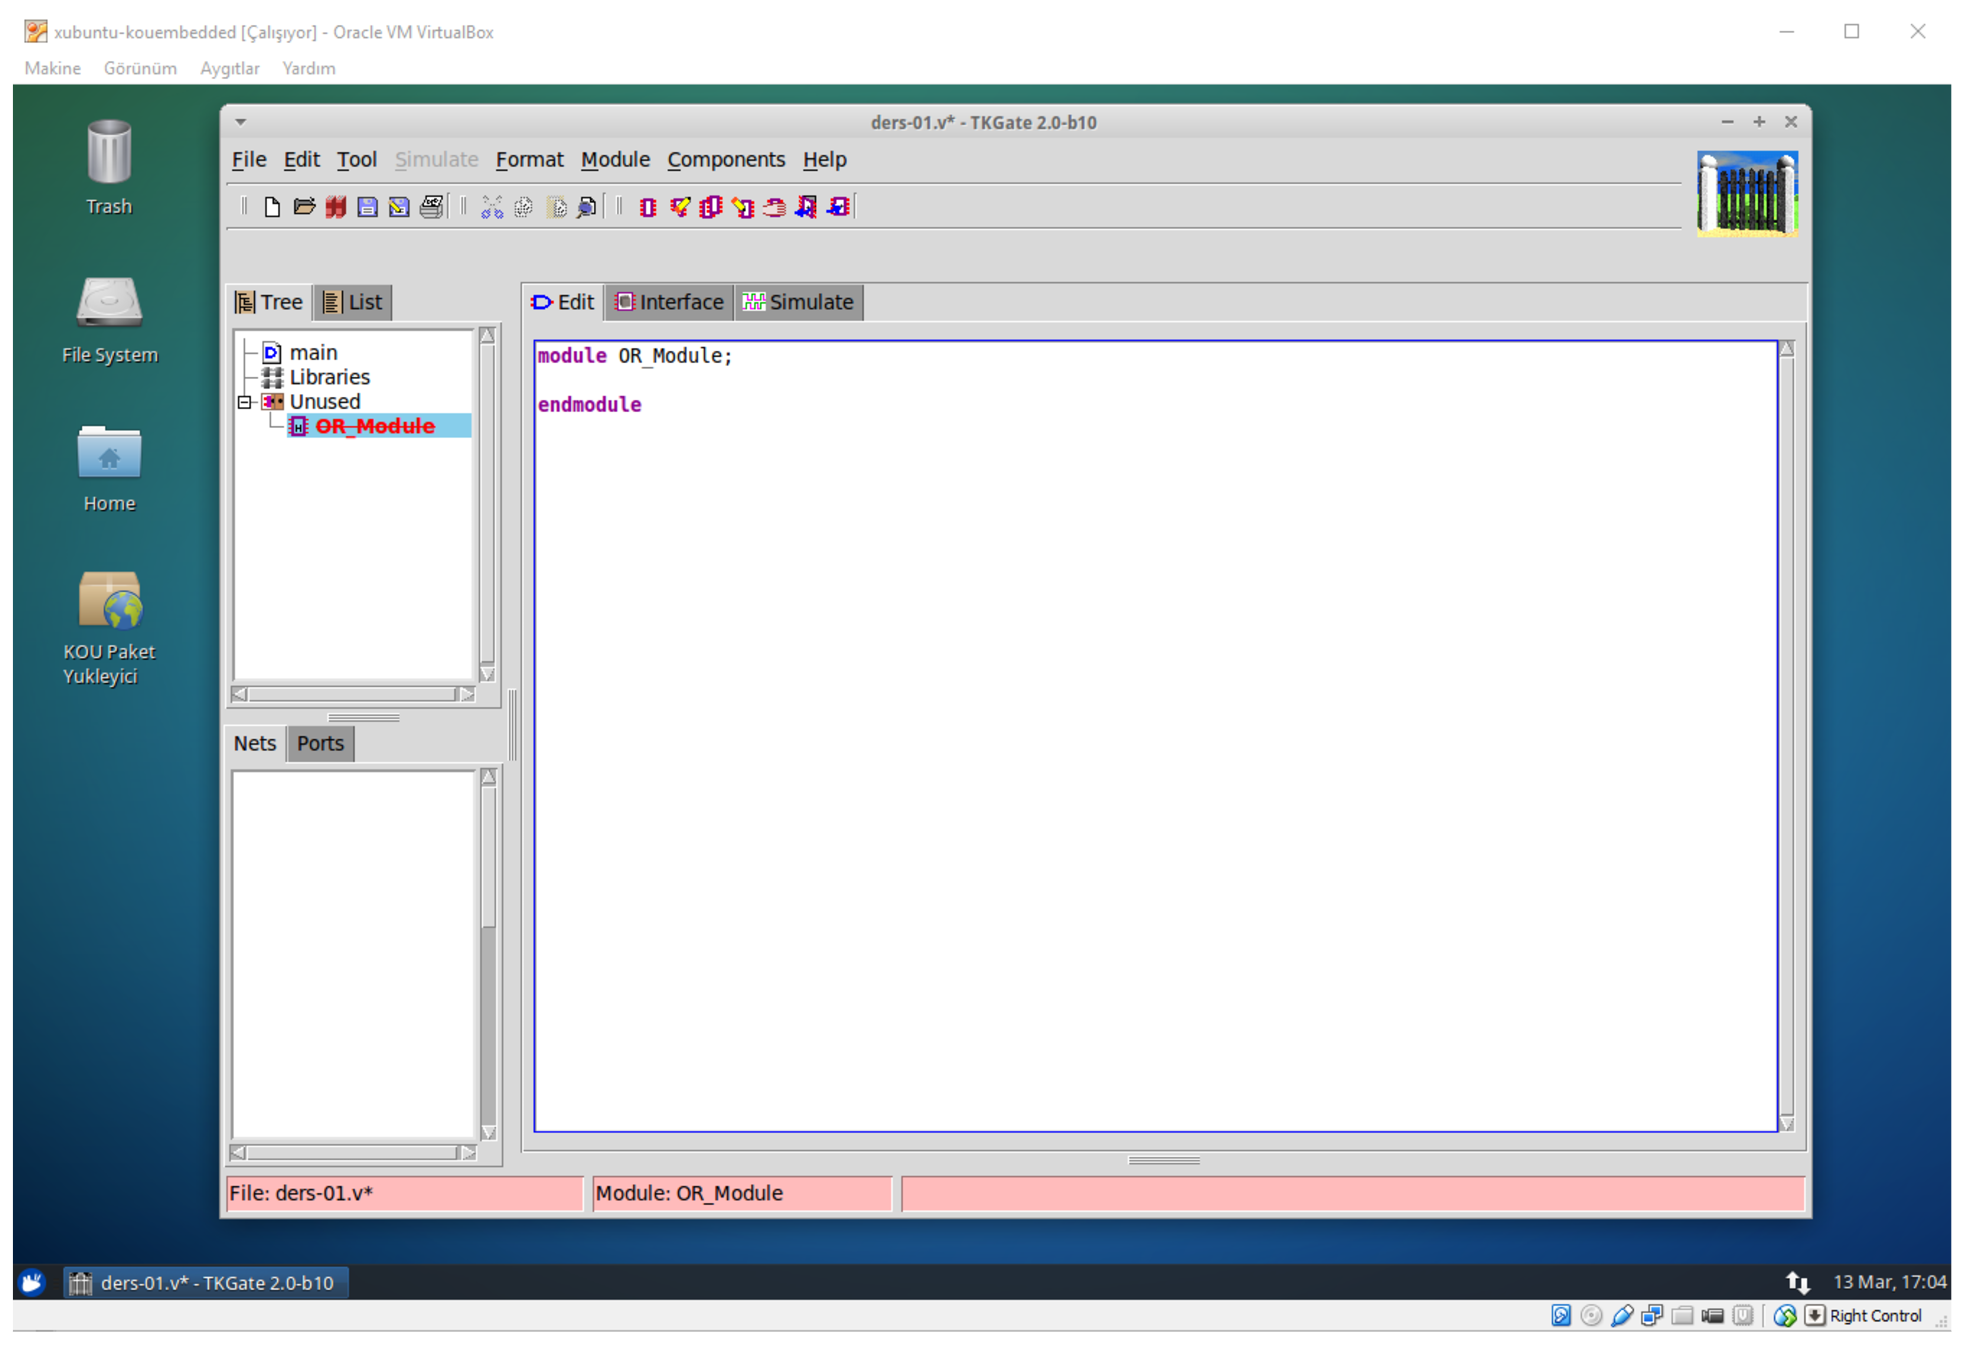 xubuntu-kouembedded [Çalışıyor] - Oracle VM VirtualBox
Makine Görünüm Aygıtlar Yardım
Trash
File System
Home
KOU Paket
Yukleyici
ders-01.v* - TKGate 2.0-b10
File Edit Tool Simulate Format Module Components Help
Tree List
main
Libraries
Unused
OR_Module
Nets Ports
Edit Interface Simulate
module OR_Module;
endmodule
File: ders-01.v* Module: OR_Module
ders-01.v* - TKGate 2.0-b10 13 Mar, 17:04
Right Control